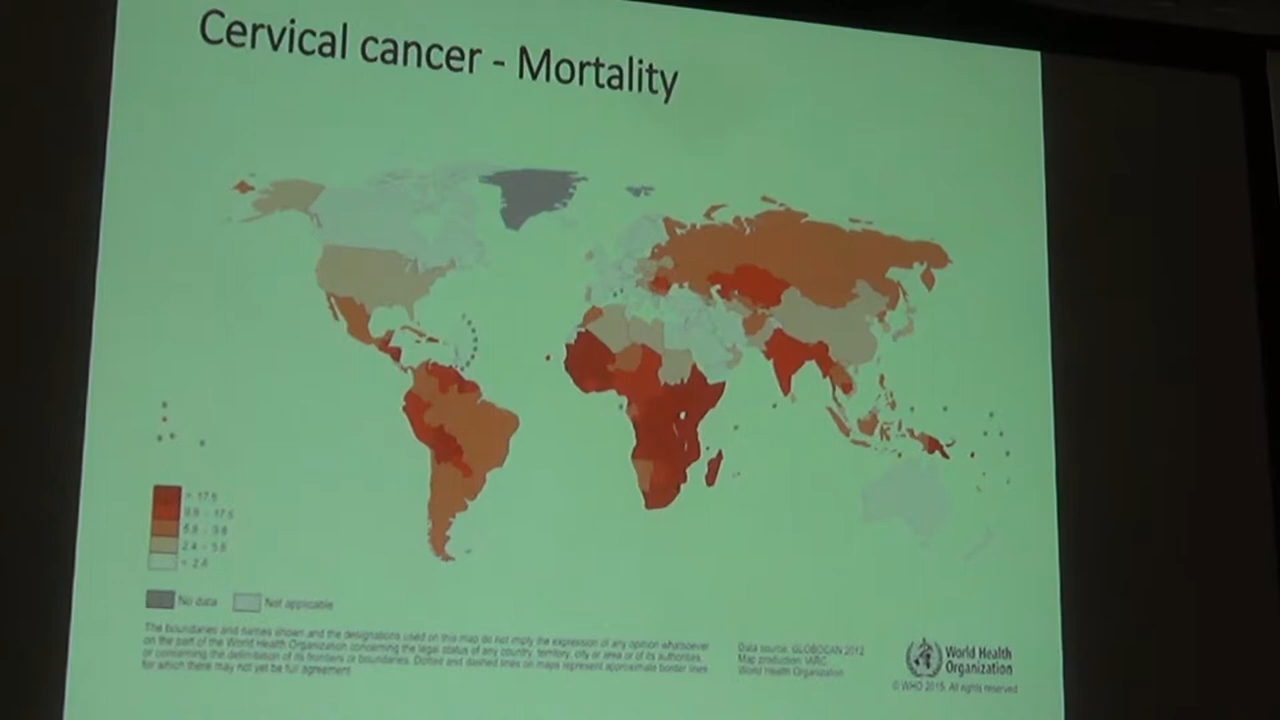 Cervical cancer - Mortality
> 17.5
9.8 - 17.5
5.6 - 9.8
2.4 - 5.6
< 2.4
No data
Not applicable
The boundaries and names shown and the designations used on this map do not imply the expression of any opinion whatsoever
on the part of the World Health Organization concerning the legal status of any country, territory, city or area or of its authorities,
or concerning the delimitation of its frontiers or boundaries. Dotted and dashed lines on maps represent approximate border lines
for which there may not yet be full agreement.
Data source: GLOBOCAN 2012
Map production: IARC
World Health Organization
World Health
Organization
© WHO 2015. All rights reserved